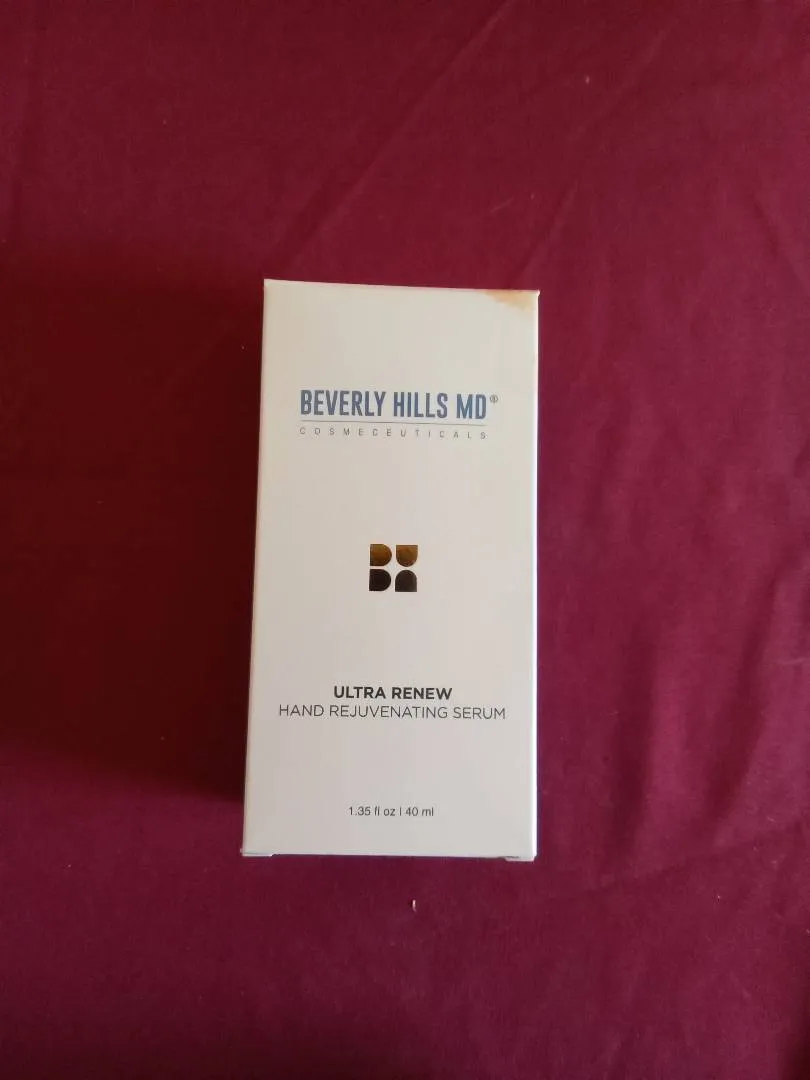 BEVERLY HILLS MD®
COSMECEUTICALS
ULTRA RENEW
HAND REJUVENATING SERUM
1.35 fl oz | 40 ml